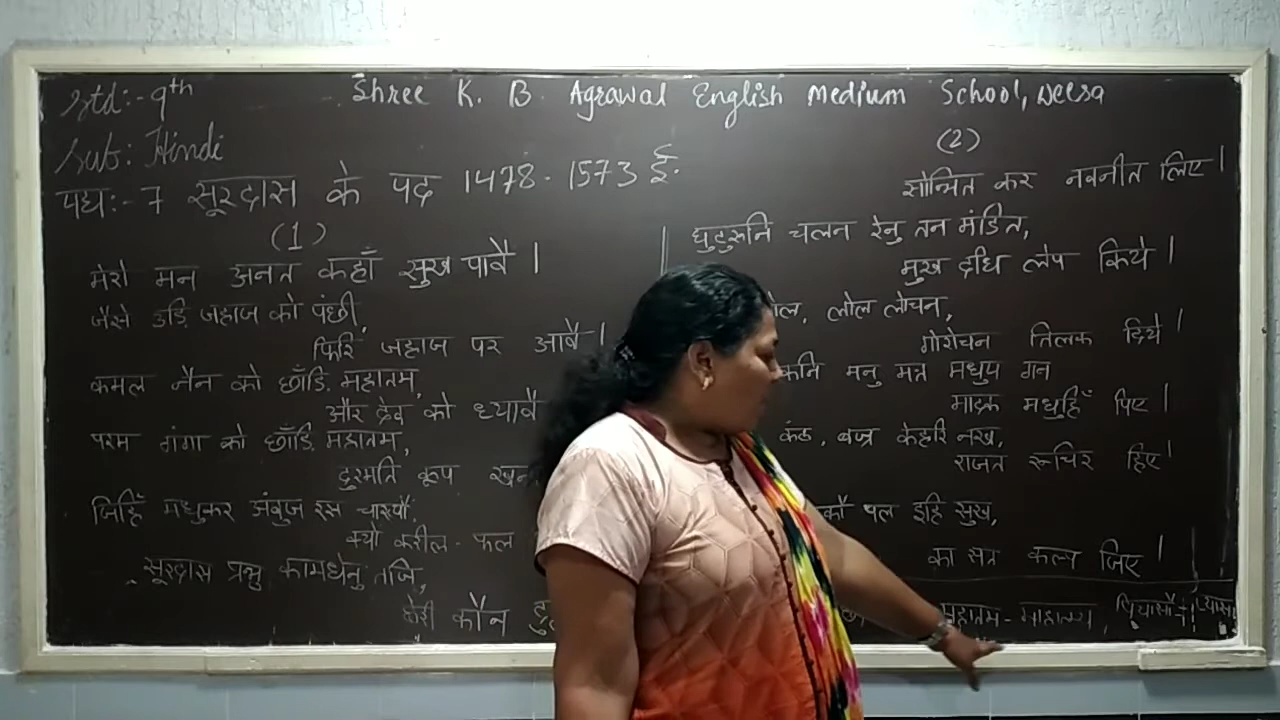 Std:- 9th
Shree K. B. Agrawal English Medium School, Deesa
Sub: Hindi
पद्य:- 7 सूरदास के पद 1478 - 1573 ई.
(1)
मेरो मन अनत कहाँ सुख पावै |
जैसे उडि. जहाज को पंछी,
फिरि जहाज पर आवै |
कमल नैन को छाँडि. महातम,
और देव को ध्यावै
परम गंगा को छाँडि. महातम,
दुरमति कूप
जिहिँ मधुकर अंबुज रस चाख्यौ,
क्यो करील - फल
सूरदास प्रभु कामधेनु तजि,
छेरी कौन
(2)
सोभित कर नवनीत लिए |
घुटुरुनि चलन रेनु तन मंडित,
मुख दधि लेप किये |
लोल लोचन,
गोरोचन तिलक दिये |
मनु मत्त मधुप गन
मादक मधुहिँ पिए |
कंठ, बज्र केहरि नख,
राजत रूचिर हिए |
पल इहि सुख,
का सत कल्प जिए |
महातम - माहात्म्य,